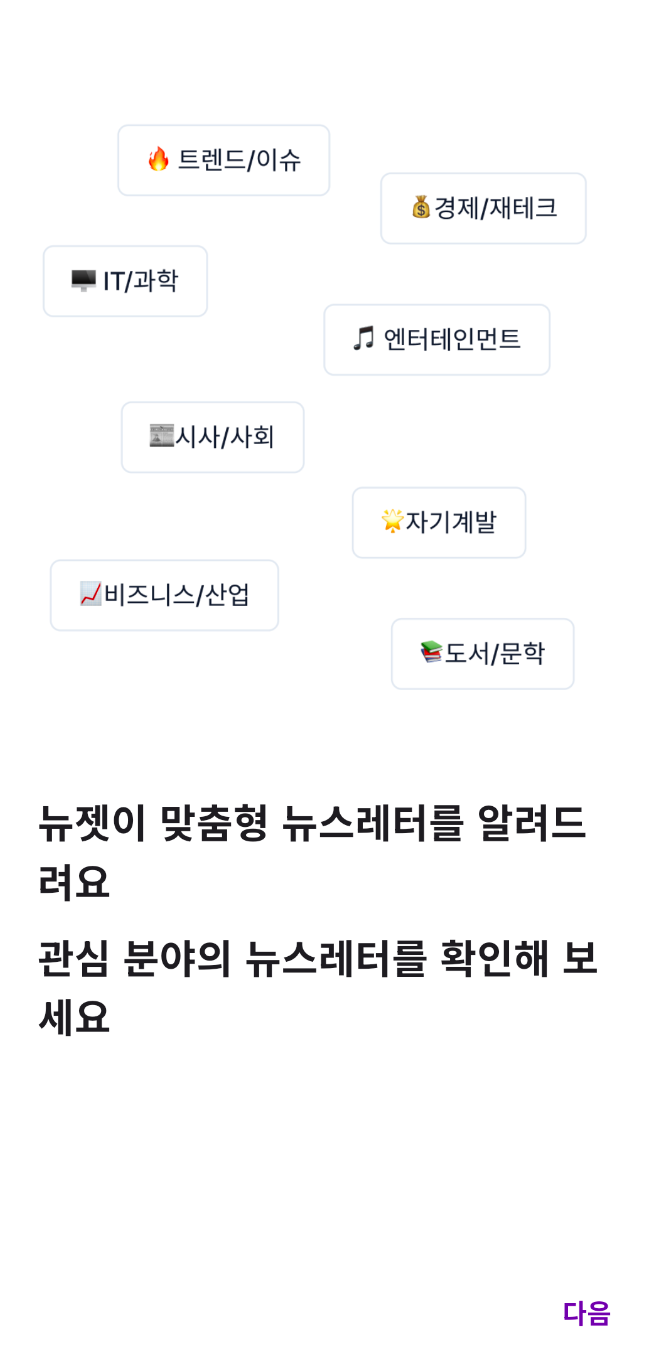 🔥 트렌드/이슈
💰경제/재테크
🖥️ IT/과학
🎵 엔터테인먼트
📰시사/사회
🌟자기계발
📈비즈니스/산업
📚도서/문학
뉴젯이 맞춤형 뉴스레터를 알려드
려요
관심 분야의 뉴스레터를 확인해 보
세요
다음